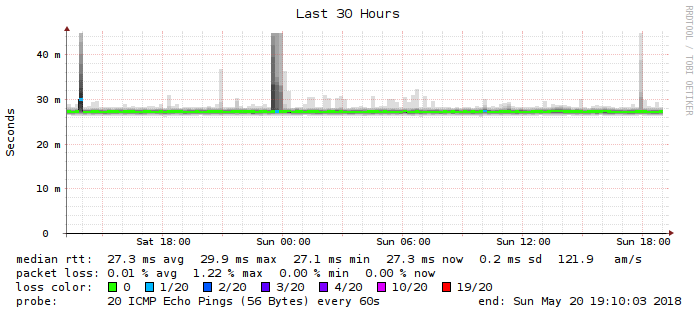 Last 30 Hours
RRDTOOL / TOBI OETIKER
Seconds
40 m
30 m
20 m
10 m
0
Sat 18:00 Sun 00:00 Sun 06:00 Sun 12:00 Sun 18:00
median rtt: 27.3 ms avg 29.9 ms max 27.1 ms min 27.3 ms now 0.2 ms sd 121.9 am/s
packet loss: 0.01 % avg 1.22 % max 0.00 % min 0.00 % now
loss color: 0 1/20 2/20 3/20 4/20 10/20 19/20
probe: 20 ICMP Echo Pings (56 Bytes) every 60s end: Sun May 20 19:10:03 2018